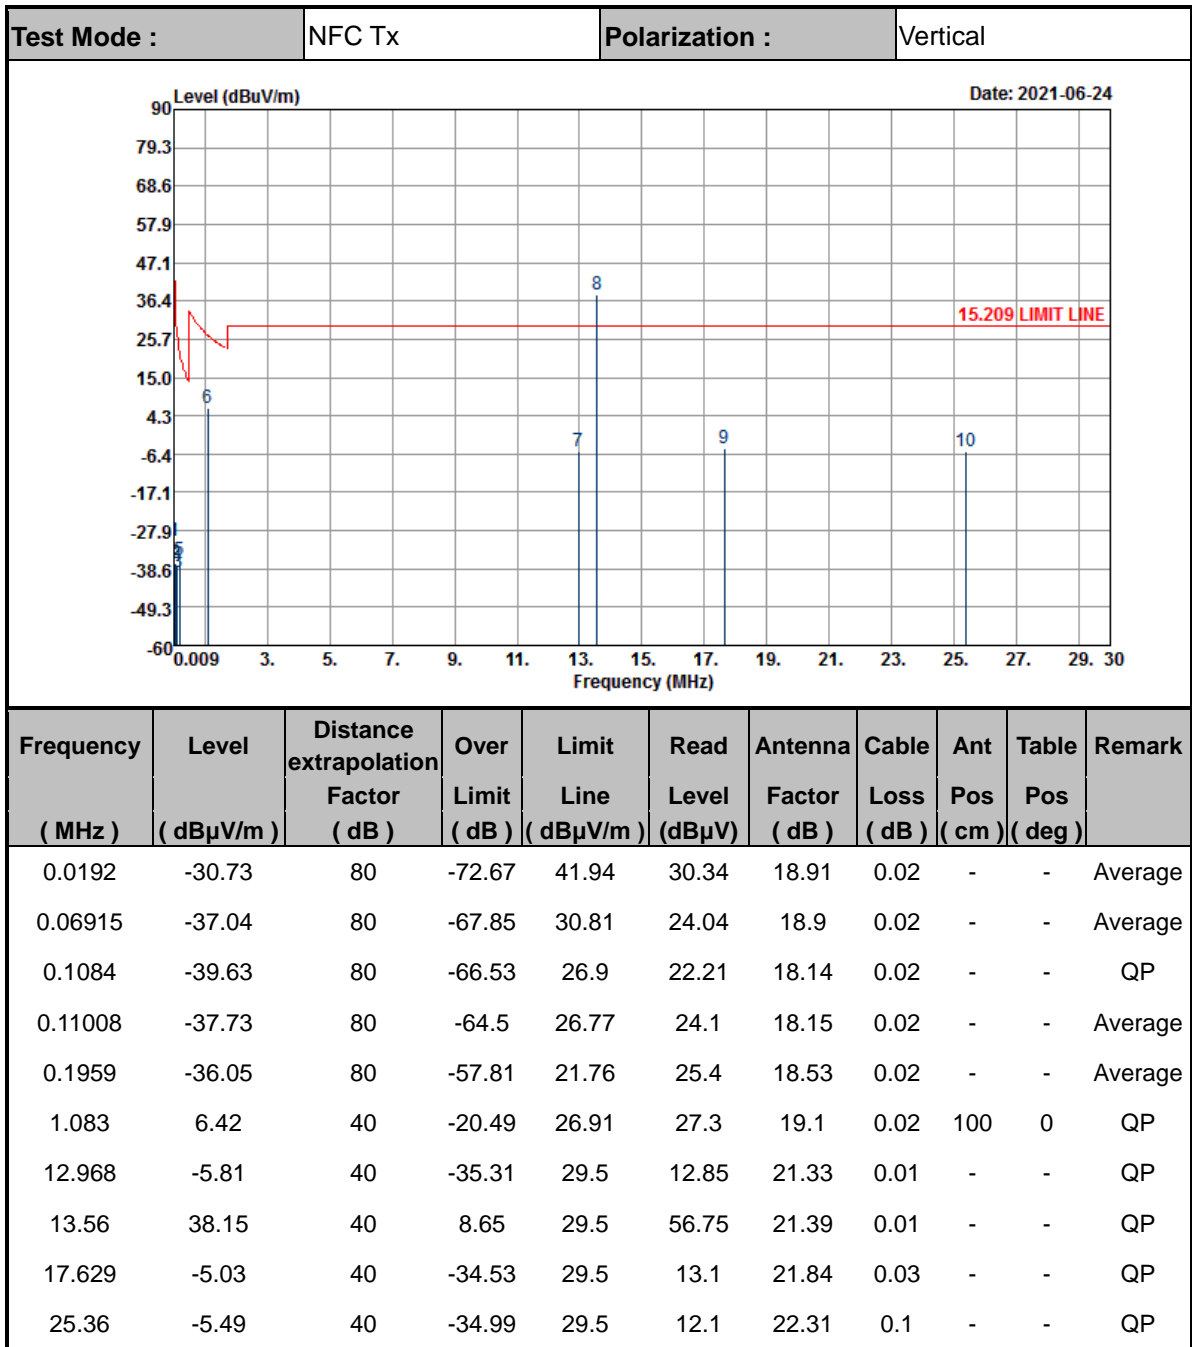 Test Mode : NFC Tx Polarization : Vertical
Level (dBuV/m) Date: 2021-06-24
90
79.3
68.6
57.9
47.1
36.4
25.7
15.0
4.3
-6.4
-17.1
-27.9
-38.6
-49.3
-60
8
15.209 LIMIT LINE
6
7
9
10
0.009 3. 5. 7. 9. 11. 13. 15. 17. 19. 21. 23. 25. 27. 29. 30
Frequency (MHz)
Frequency Level Distance extrapolation Over Limit Read Antenna Cable Ant Table Remark
Factor Limit Line Level Factor Loss Pos Pos
( MHz ) ( dBµV/m ) ( dB ) ( dB ) ( dBµV/m ) (dBµV) ( dB ) ( dB ) ( cm ) ( deg )
0.0192 -30.73 80 -72.67 41.94 30.34 18.91 0.02 - - Average
0.06915 -37.04 80 -67.85 30.81 24.04 18.9 0.02 - - Average
0.1084 -39.63 80 -66.53 26.9 22.21 18.14 0.02 - - QP
0.11008 -37.73 80 -64.5 26.77 24.1 18.15 0.02 - - Average
0.1959 -36.05 80 -57.81 21.76 25.4 18.53 0.02 - - Average
1.083 6.42 40 -20.49 26.91 27.3 19.1 0.02 100 0 QP
12.968 -5.81 40 -35.31 29.5 12.85 21.33 0.01 - - QP
13.56 38.15 40 8.65 29.5 56.75 21.39 0.01 - - QP
17.629 -5.03 40 -34.53 29.5 13.1 21.84 0.03 - - QP
25.36 -5.49 40 -34.99 29.5 12.1 22.31 0.1 - - QP